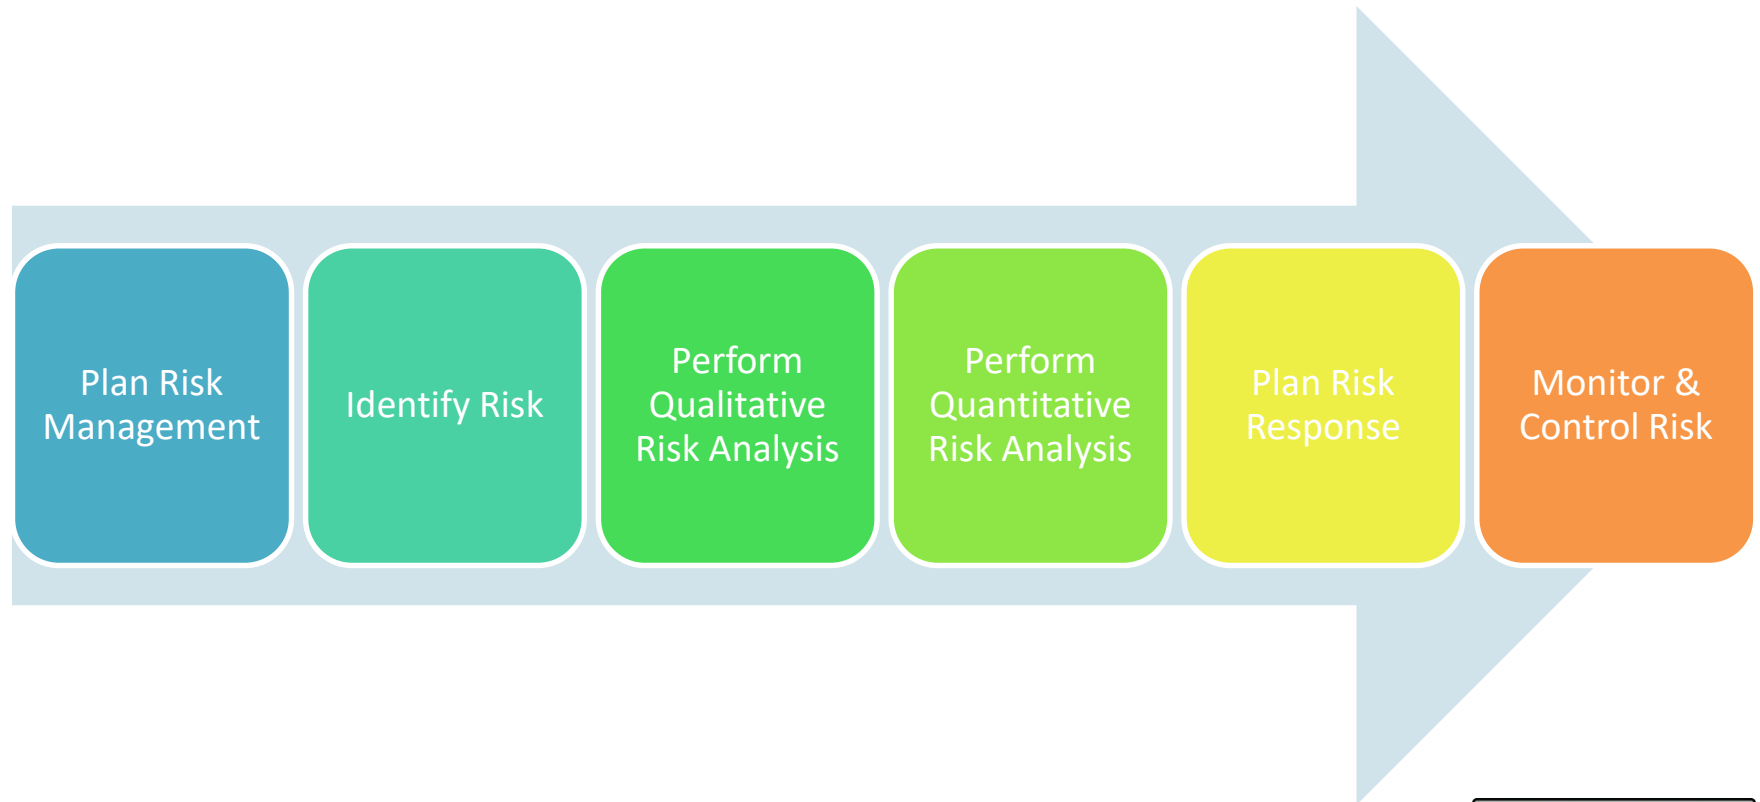 Plan Risk
Management
Identify Risk
Perform
Qualitative
Risk Analysis
Perform
Quantitative
Risk Analysis
Plan Risk
Response
Monitor &
Control Risk